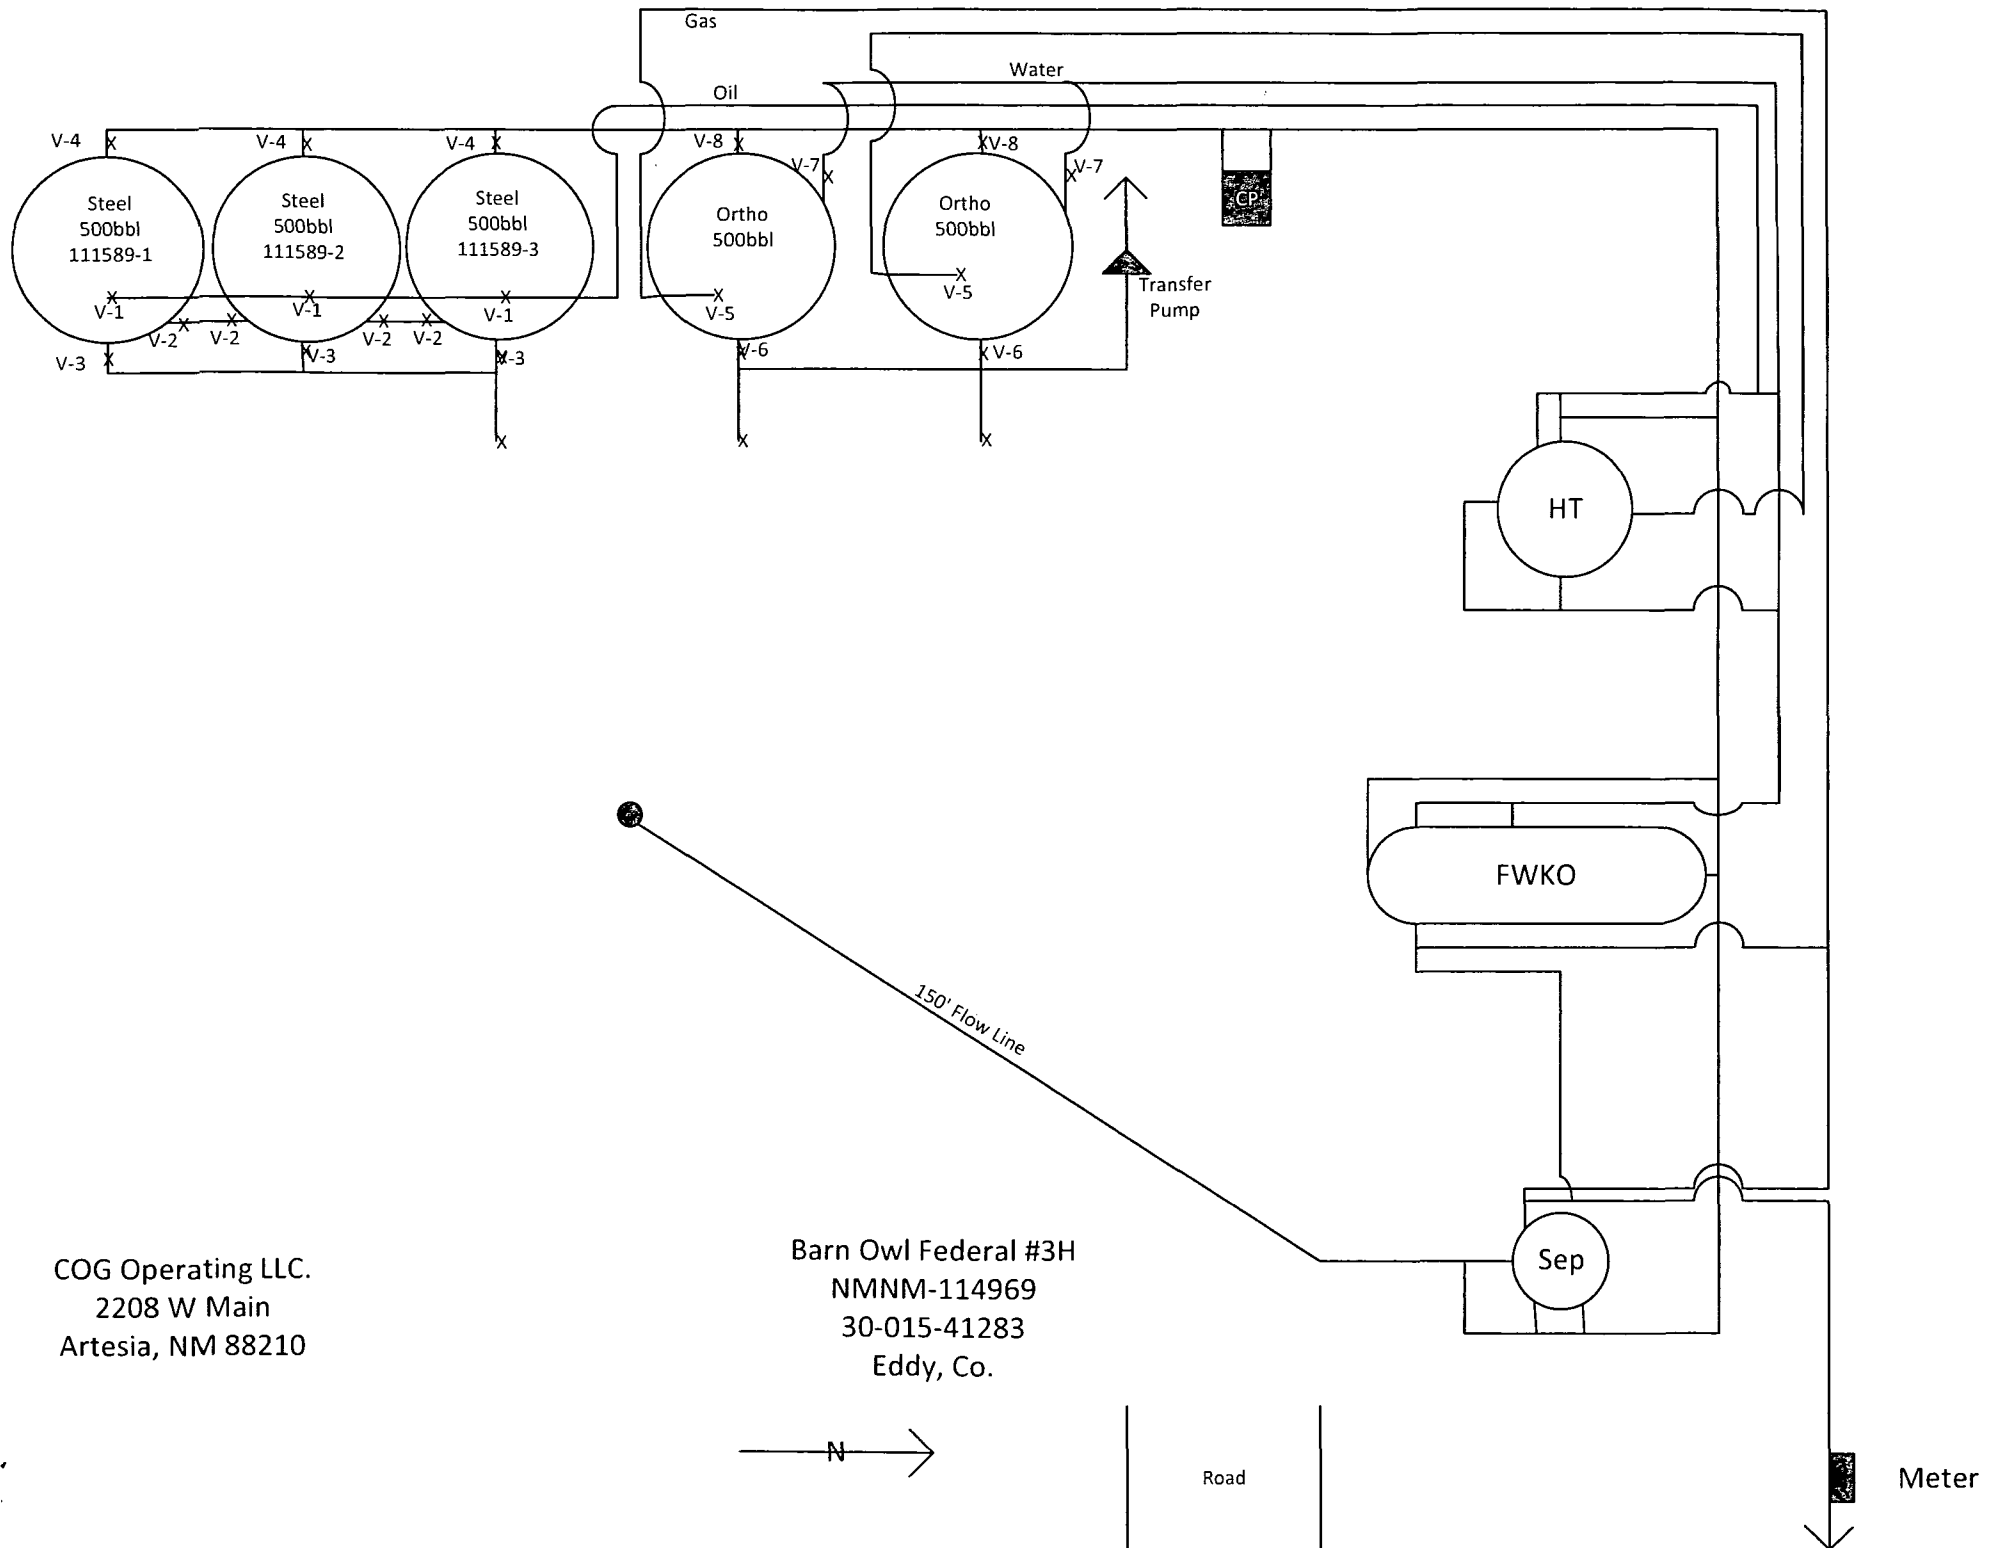 Gas
Water
Oil
V-4
V-4
V-4
V-8
V-8
V-7
V-7
Steel
500bbl
111589-1
Steel
500bbl
111589-2
Steel
500bbl
111589-3
Ortho
500bbl
Ortho
500bbl
CP
V-1
V-1
V-1
V-5
V-5
Transfer
Pump
V-2
V-2
V-2
V-2
V-3
V-3
V-3
V-6
V-6
X
X
X
HT
FWKO
150' Flow Line
Sep
COG Operating LLC.
2208 W Main
Artesia, NM 88210
Barn Owl Federal #3H
NMNM-114969
30-015-41283
Eddy, Co.
N
Road
Meter